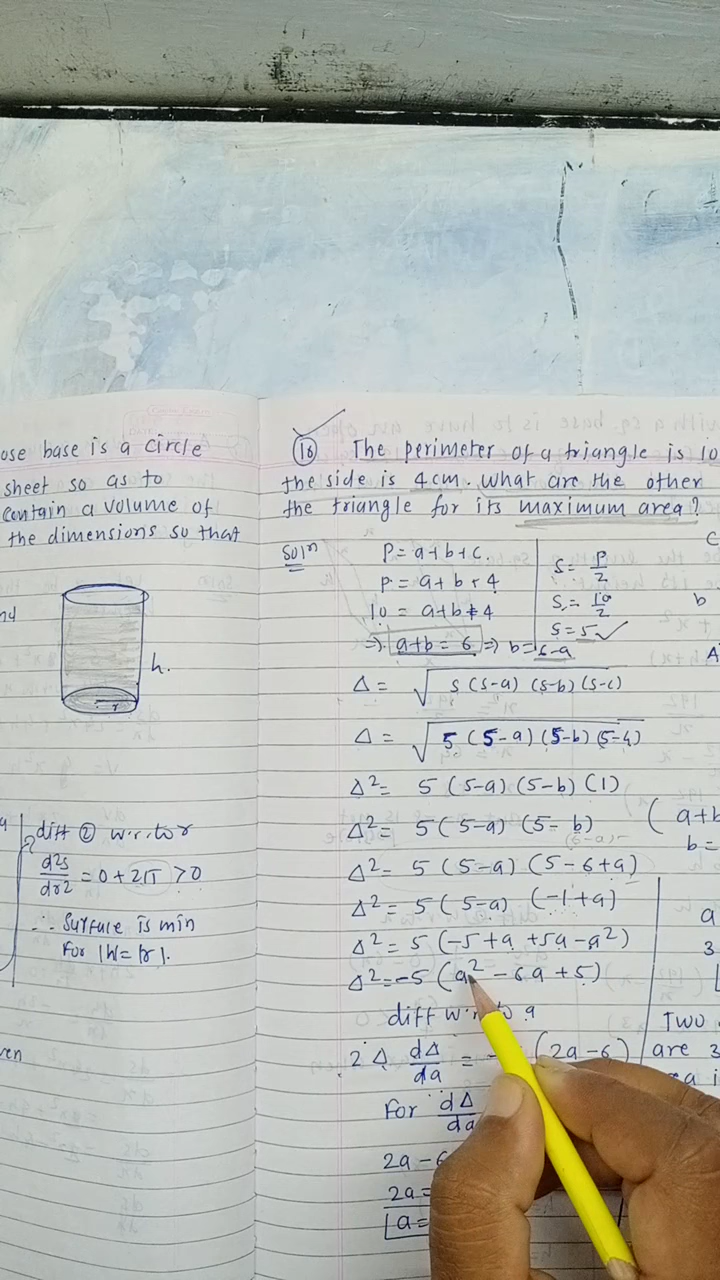 ose base is a circle
sheet so as to
contain a volume of
the dimensions so that
h.
r
diff ② w.r.to r
d²s/dr² = 0 + 2π > 0
∴ Surface is min
For |h|=|r|.
ven
(18) The perimeter of a triangle is 10
the side is 4cm. what are the other
the triangle for its maximum area?
Solⁿ
P = a+b+c.
P = a+b+4
10 = a+b+4
⇒ a+b = 6 ⇒ b = 6-a
S = P/2
S = 10/2
S = 5 ✓
Δ = √s(s-a)(s-b)(s-c)
Δ = √5(5-a)(5-b)(5-4)
Δ² = 5(5-a)(5-b)(1)
Δ² = 5(5-a)(5-b)
(a+b
b=
Δ² = 5(5-a)(5-6+a)
Δ² = 5(5-a)(-1+a)
Δ² = 5(-5+a+5a-a²)
Δ² = -5(a²-6a+5)
diff w.r.to a
2Δ dΔ/da = (2a-6)
For dΔ/da
2a-6
2a=
a=
C
b
A
a
3
Two
are 3
ea i